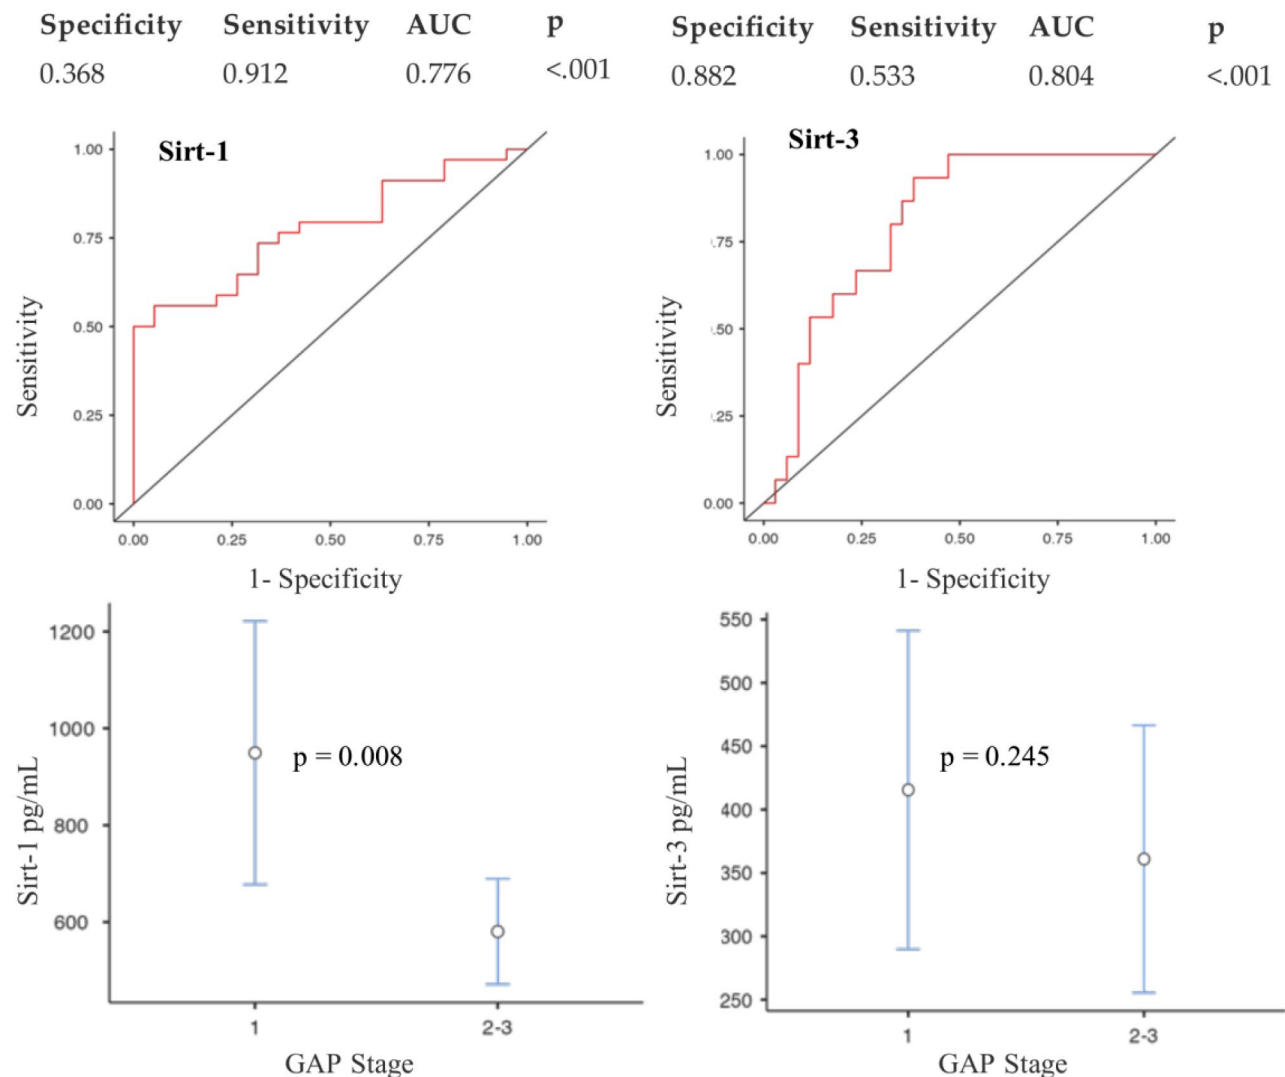 Specificity Sensitivity AUC p
0.368 0.912 0.776 <.001
Specificity Sensitivity AUC p
0.882 0.533 0.804 <.001
Sirt-1
1.00
0.75
0.50
0.25
0.00
Sensitivity
0.00 0.25 0.50 0.75 1.00
1- Specificity
Sirt-3
1.00
.75
.50
.25
0.00
Sensitivity
0.00 0.25 0.50 0.75 1.00
1- Specificity
1200
1000
800
600
Sirt-1 pg/mL
p = 0.008
1 2-3
GAP Stage
550
500
450
400
350
300
250
Sirt-3 pg/mL
p = 0.245
1 2-3
GAP Stage